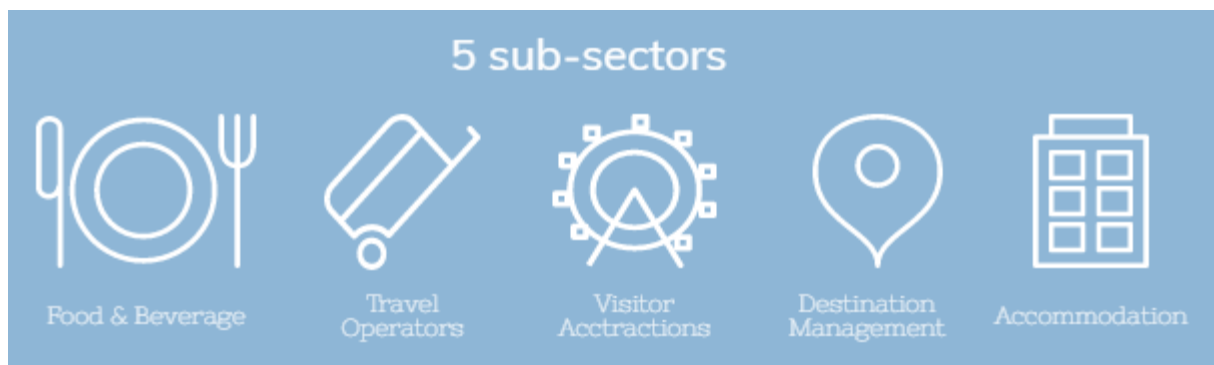 5 sub-sectors
Food & Beverage
Travel
Operators
Visitor
Acctractions
Destination
Management
Accommodation